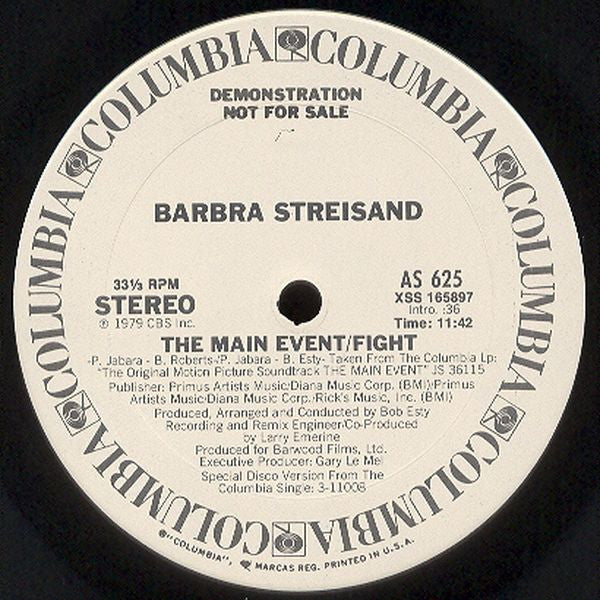 COLUMBIA COLUMBIA COLUMBIA COLUMBIA COLUMBIA COLUMBIA COLUMBIA COLUMBIA
DEMONSTRATION
NOT FOR SALE
BARBRA STREISAND
33⅓ RPM
STEREO
℗ 1979 CBS Inc.
AS 625
XSS 165897
Intro. :36
Time: 11:42
THE MAIN EVENT/FIGHT
-P. Jabara - B. Roberts-/P. Jabara - B. Esty- Taken From The Columbia Lp:
"The Original Motion Picture Soundtrack THE MAIN EVENT" JS 36115
Publisher: Primus Artists Music/Diana Music Corp. (BMI)/Primus
Artists Music/Diana Music Corp./Rick's Music, Inc. (BMI)
Produced, Arranged and Conducted by Bob Esty
Recording and Remix Engineer/Co-Produced
by Larry Emerine
Produced for Barwood Films, Ltd.
Executive Producer: Gary Le Mel
Special Disco Version From The
Columbia Single: 3-11008
®"COLUMBIA", MARCAS REG. PRINTED IN U.S.A.